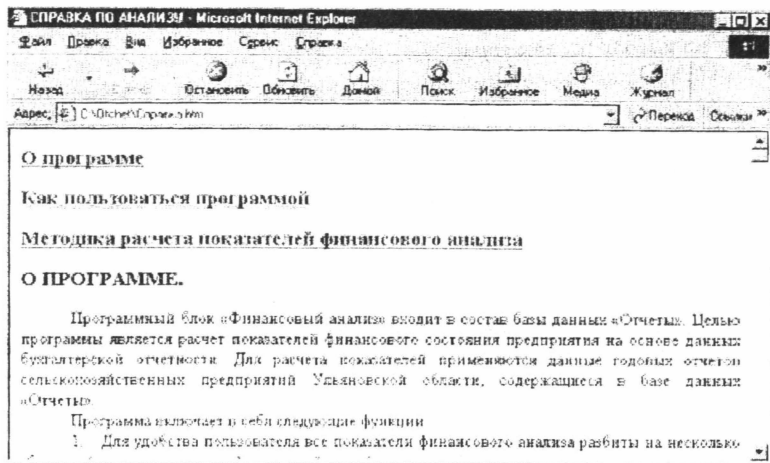 СПРАВКА ПО АНАЛИЗУ - Microsoft Internet Explorer
Файл Правка Вид Избранное Сервис Справка
Назад Остановить Обновить Домой Поиск Избранное Медиа Журнал
Адрес: C:\Otchet\Справка.htm Переход Ссылки
О программе
Как пользоваться программой
Методика расчета показателей финансового анализа
О ПРОГРАММЕ.
Программный блок «Финансовый анализ» входит в состав базы данных «Отчеты». Целью
программы является расчет показателей финансового состояния предприятия на основе данных
бухгалтерской отчетности. Для расчета показателей применяются данные годовых отчетов
сельскохозяйственных предприятий Ульяновской области, содержащиеся в базе данных
«Отчеты».
Программа включает в себя следующие функции
1. Для удобства пользователя все показатели финансового анализа разбиты на несколько